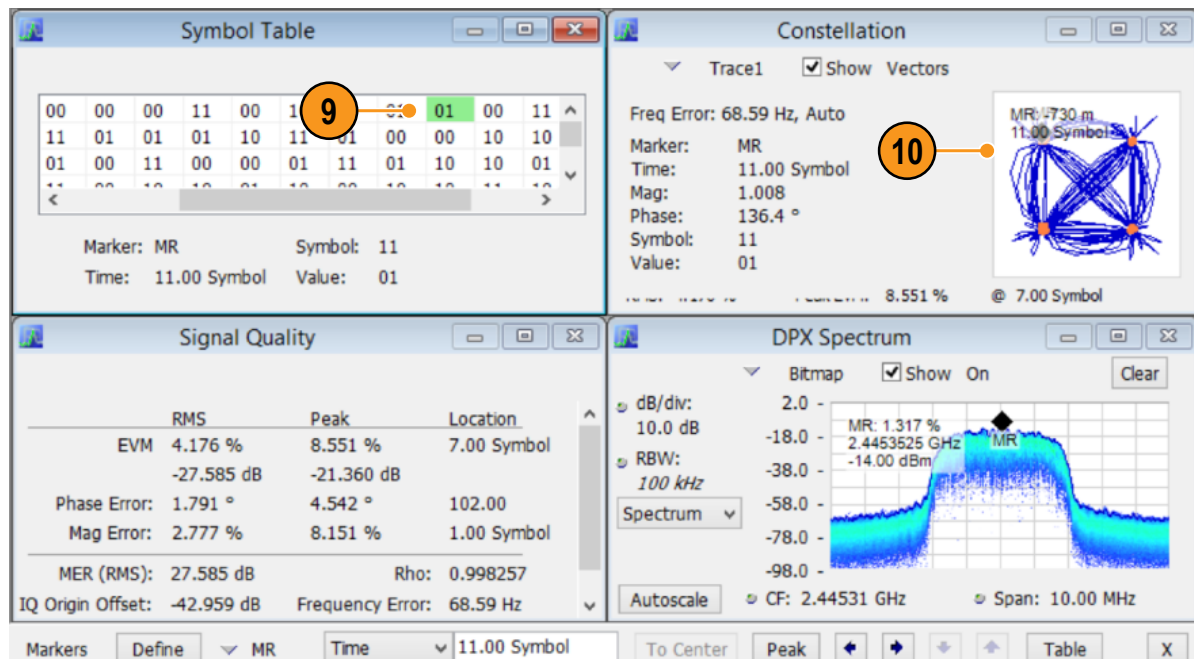 Symbol Table
00 00 00 11 00 01 00 11
11 01 01 01 10 11 01 00 00 10 10
01 00 11 00 00 01 11 01 10 10 01
9
Marker: MR Symbol: 11
Time: 11.00 Symbol Value: 01
Constellation
Trace1 Show Vectors
Freq Error: 68.59 Hz, Auto
Marker: MR
Time: 11.00 Symbol
Mag: 1.008
Phase: 136.4 °
Symbol: 11
Value: 01
10
MR: -730 m
11.00 Symbol
8.551 % @ 7.00 Symbol
Signal Quality
RMS Peak Location
EVM 4.176 % 8.551 % 7.00 Symbol
-27.585 dB -21.360 dB
Phase Error: 1.791 ° 4.542 ° 102.00
Mag Error: 2.777 % 8.151 % 1.00 Symbol
MER (RMS): 27.585 dB Rho: 0.998257
IQ Origin Offset: -42.959 dB Frequency Error: 68.59 Hz
DPX Spectrum
Bitmap Show On Clear
dB/div:
10.0 dB
RBW:
100 kHz
Spectrum
2.0 -
-18.0 -
-38.0 -
-58.0 -
-78.0 -
-98.0 -
MR: 1.317 %
2.4453525 GHz
-14.00 dBm
MR
Autoscale CF: 2.44531 GHz Span: 10.00 MHz
Markers Define MR Time 11.00 Symbol To Center Peak Table X